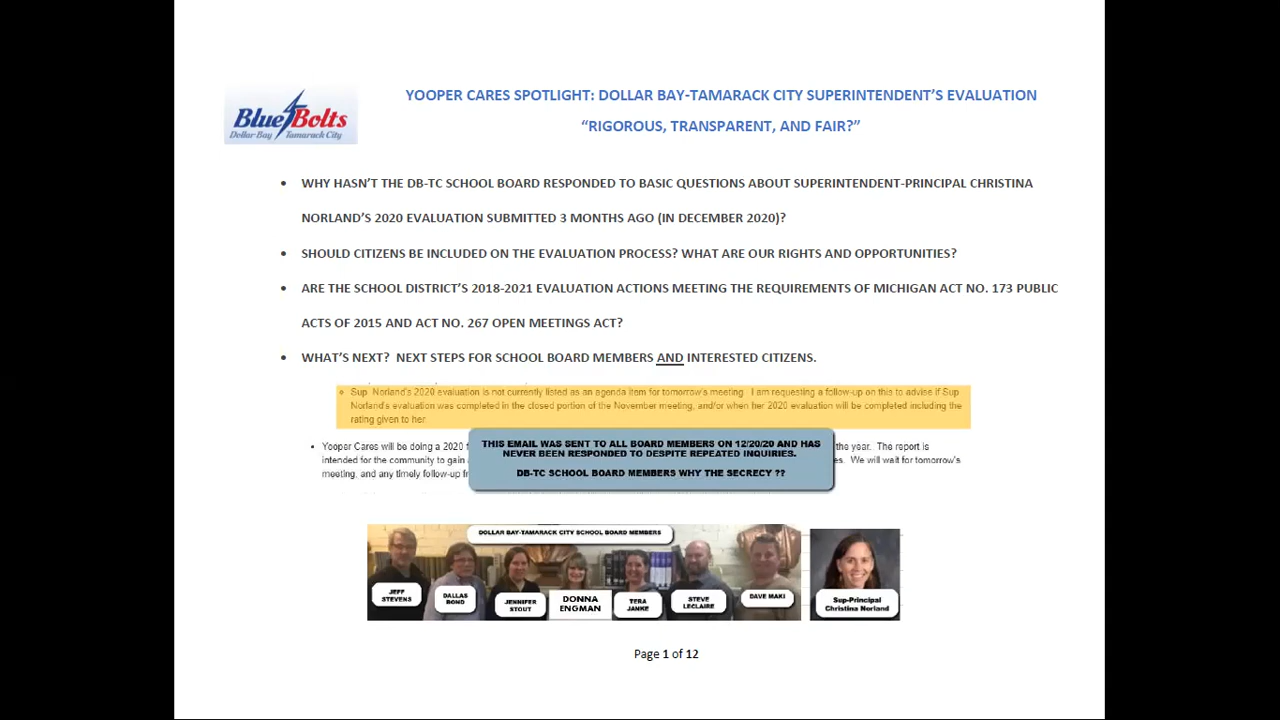 Blue Bolts
Dollar Bay Tamarack City
YOOPER CARES SPOTLIGHT: DOLLAR BAY-TAMARACK CITY SUPERINTENDENT'S EVALUATION
“RIGOROUS, TRANSPARENT, AND FAIR?”
• WHY HASN'T THE DB-TC SCHOOL BOARD RESPONDED TO BASIC QUESTIONS ABOUT SUPERINTENDENT-PRINCIPAL CHRISTINA
NORLAND'S 2020 EVALUATION SUBMITTED 3 MONTHS AGO (IN DECEMBER 2020)?
• SHOULD CITIZENS BE INCLUDED ON THE EVALUATION PROCESS? WHAT ARE OUR RIGHTS AND OPPORTUNITIES?
• ARE THE SCHOOL DISTRICT'S 2018-2021 EVALUATION ACTIONS MEETING THE REQUIREMENTS OF MICHIGAN ACT NO. 173 PUBLIC
ACTS OF 2015 AND ACT NO. 267 OPEN MEETINGS ACT?
• WHAT'S NEXT? NEXT STEPS FOR SCHOOL BOARD MEMBERS AND INTERESTED CITIZENS.
Sup Norland's 2020 evaluation is not currently listed as an agenda item for tomorrow's meeting. I am requesting a follow-up on this to advise if Sup
Norland's evaluation was completed in the closed portion of the November meeting, and/or when her 2020 evaluation will be completed including the
rating given to her.
• Yooper Cares will be doing a 2020 the year. The report is
intended for the community to gain We will wait for tomorrow's
meeting, and any timely follow-up
THIS EMAIL WAS SENT TO ALL BOARD MEMBERS ON 12/20/20 AND HAS
NEVER BEEN RESPONDED TO DESPITE REPEATED INQUIRIES.
DB-TC SCHOOL BOARD MEMBERS WHY THE SECRECY ??
DOLLAR BAY-TAMARACK CITY SCHOOL BOARD MEMBERS
JEFF
STEVENS
DALLAS
BOND
JENNIFER
STOUT
DONNA
ENGMAN
TERA
JANKE
STEVE
LECLAIRE
DAVE MAKI
Sup-Principal
Christina Norland
Page 1 of 12